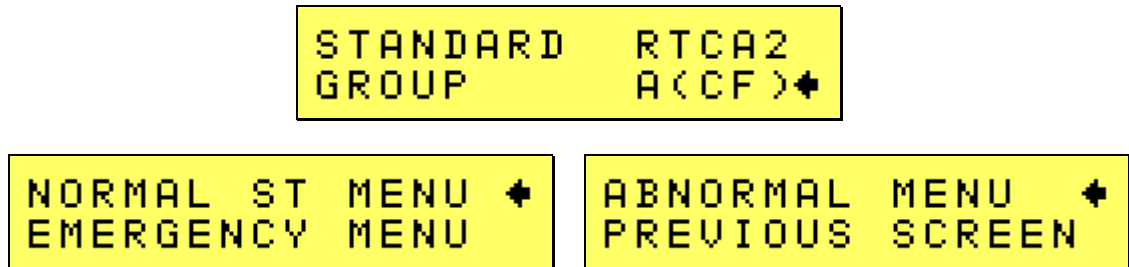 STANDARD RTCA2
GROUP A(CF)←
NORMAL ST MENU ←
EMERGENCY MENU
ABNORMAL MENU ←
PREVIOUS SCREEN